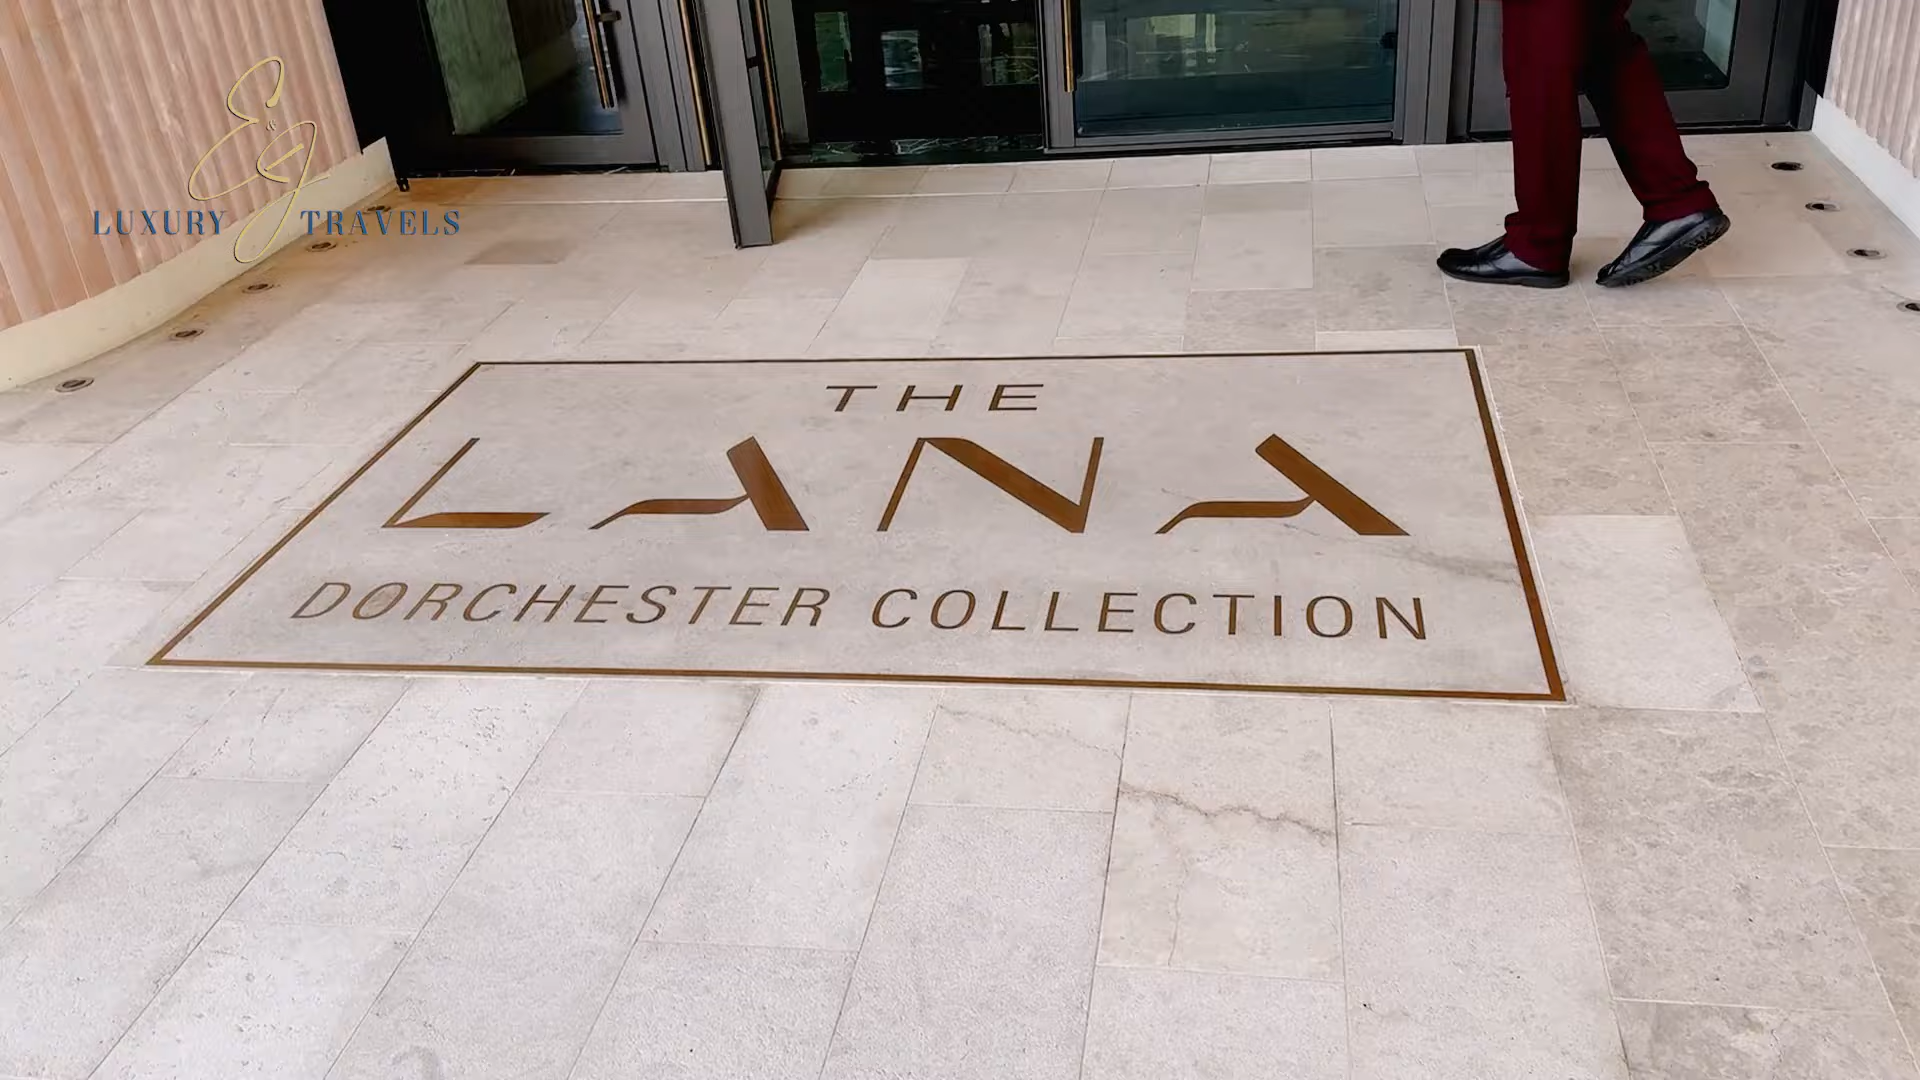 E & J
LUXURY TRAVELS
THE
LANA
DORCHESTER COLLECTION